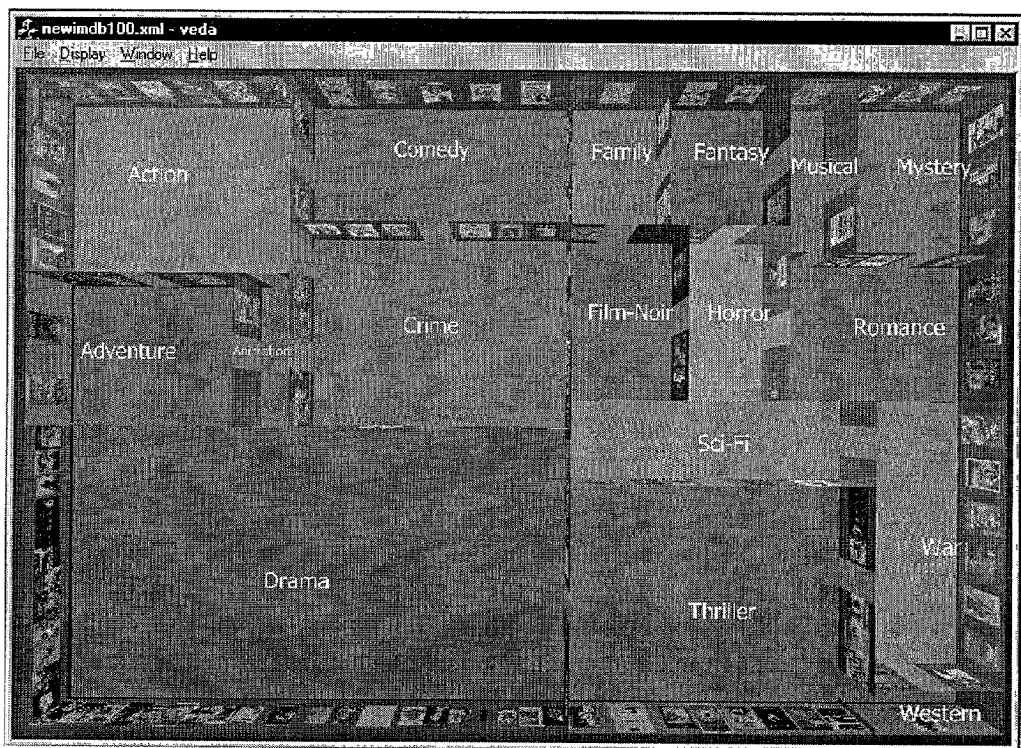 newimdb100.xml - veda
File Display Window Help
Action
Comedy
Family
Fantasy
Musical
Mystery
Adventure
Animation
Crime
Film-Noir
Horror
Romance
Sci-Fi
Drama
Thriller
War
Western